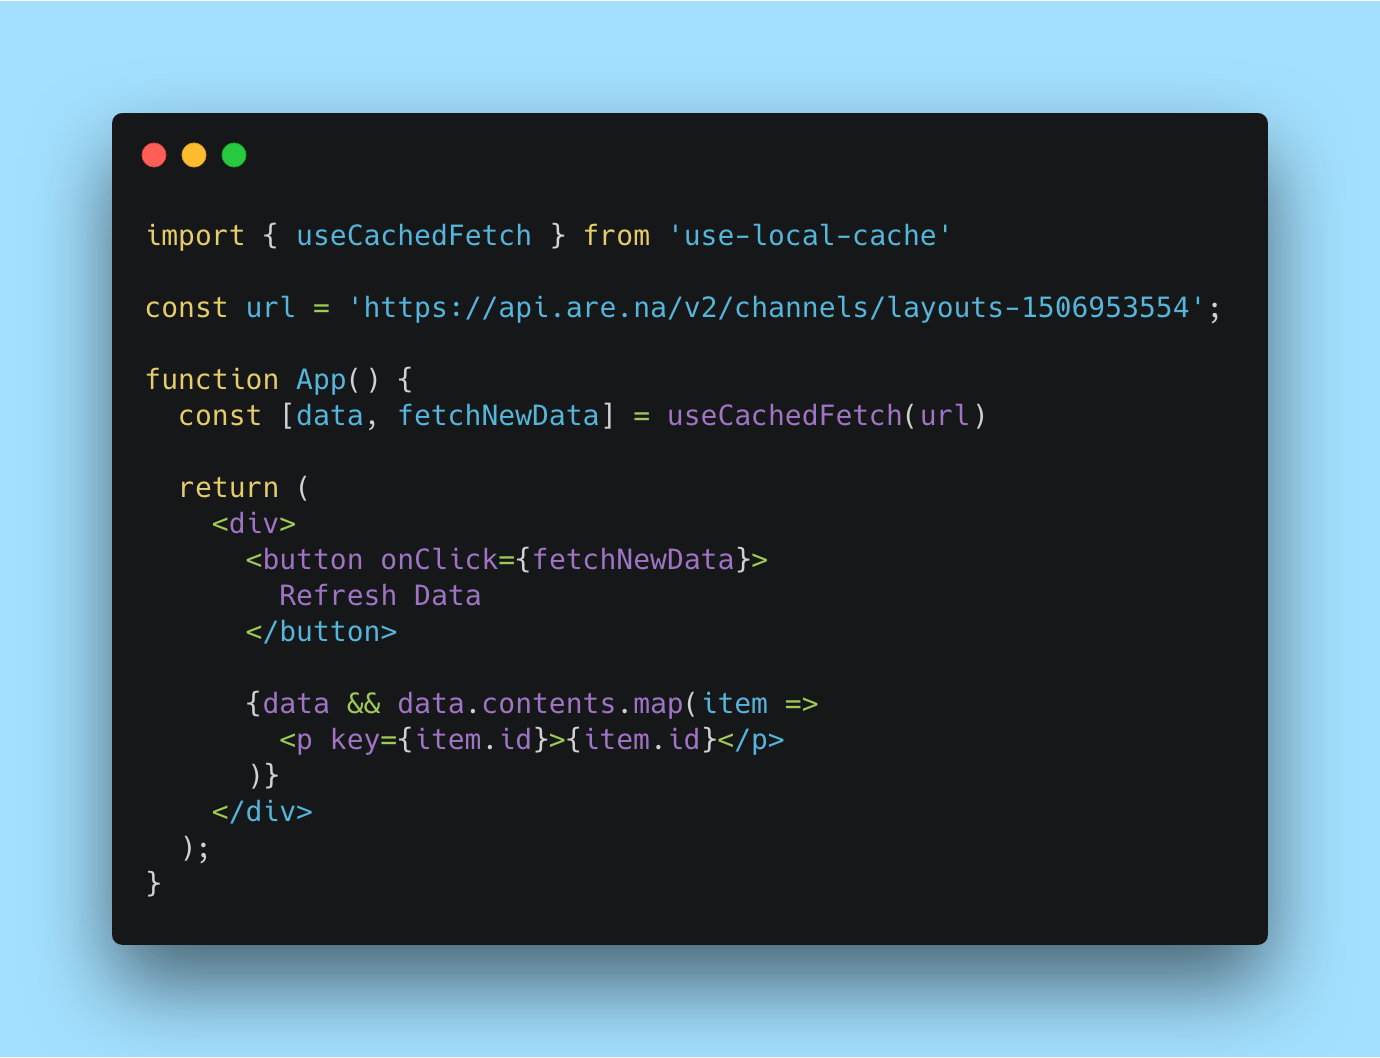 import { useCachedFetch } from 'use-local-cache'

const url = 'https://api.are.na/v2/channels/layouts-1506953554';

function App() {
  const [data, fetchNewData] = useCachedFetch(url)

  return (
    <div>
      <button onClick={fetchNewData}>
        Refresh Data
      </button>

      {data && data.contents.map(item =>
        <p key={item.id}>{item.id}</p>
      )}
    </div>
  );
}